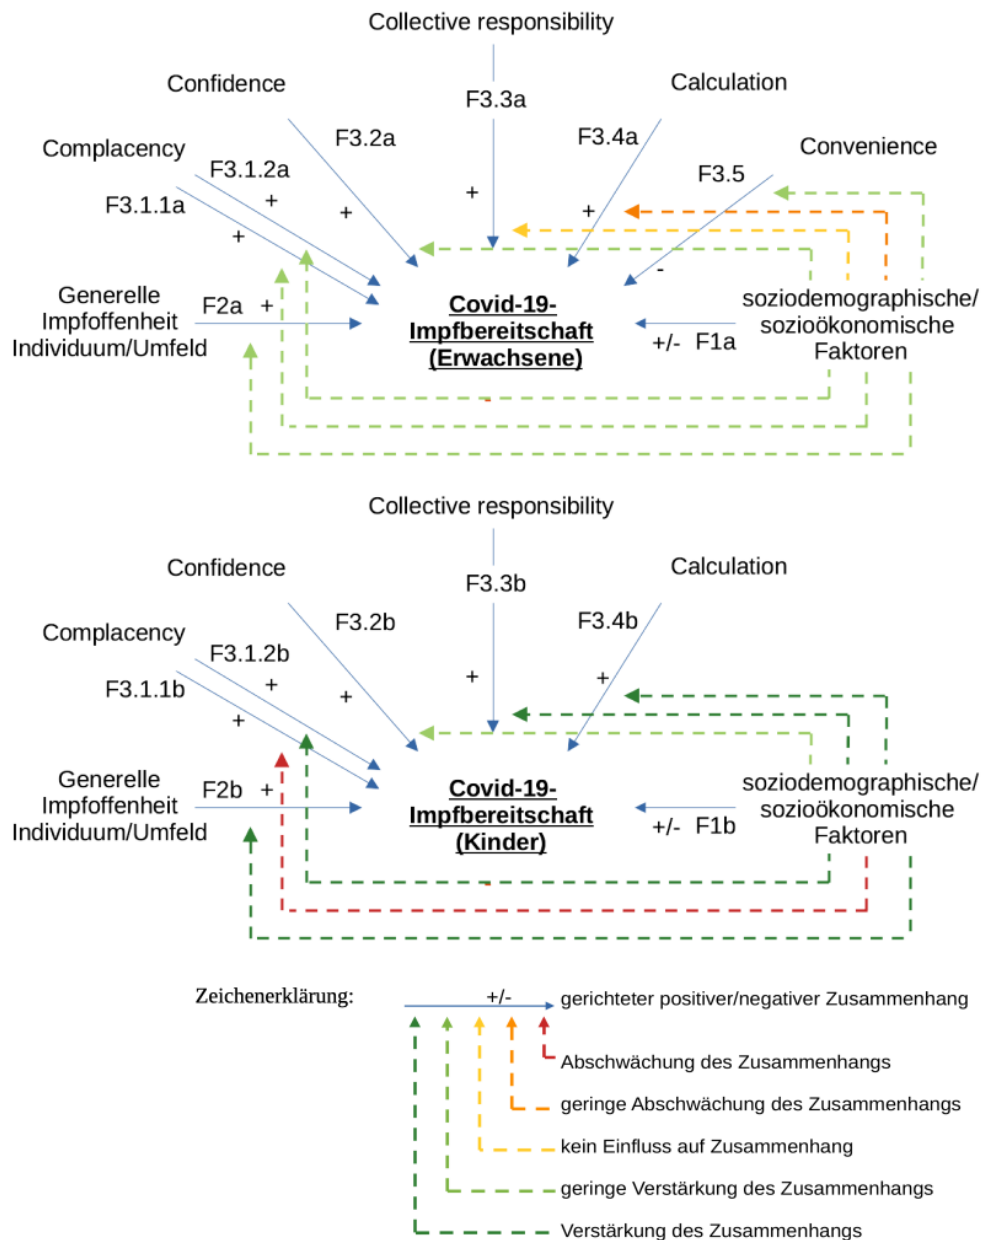 Collective responsibility
Confidence
F3.3a
Calculation
F3.2a
F3.4a
Complacency
F3.1.2a
Convenience
F3.1.1a
+
F3.5
+
+
+
+
-
Generelle
Impfoffenheit
Individuum/Umfeld
F2a +
Covid-19-
Impfbereitschaft
(Erwachsene)
+/- F1a
soziodemographische/
sozioökonomische
Faktoren
-
Collective responsibility
Confidence
F3.3b
Calculation
F3.2b
F3.4b
Complacency
F3.1.2b
F3.1.1b
+
+
+
+
+
Generelle
Impfoffenheit
Individuum/Umfeld
F2b +
Covid-19-
Impfbereitschaft
(Kinder)
+/- F1b
soziodemographische/
sozioökonomische
Faktoren
-
Zeichenerklärung:
+/-
gerichteter positiver/negativer Zusammenhang
Abschwächung des Zusammenhangs
geringe Abschwächung des Zusammenhangs
kein Einfluss auf Zusammenhang
geringe Verstärkung des Zusammenhangs
Verstärkung des Zusammenhangs